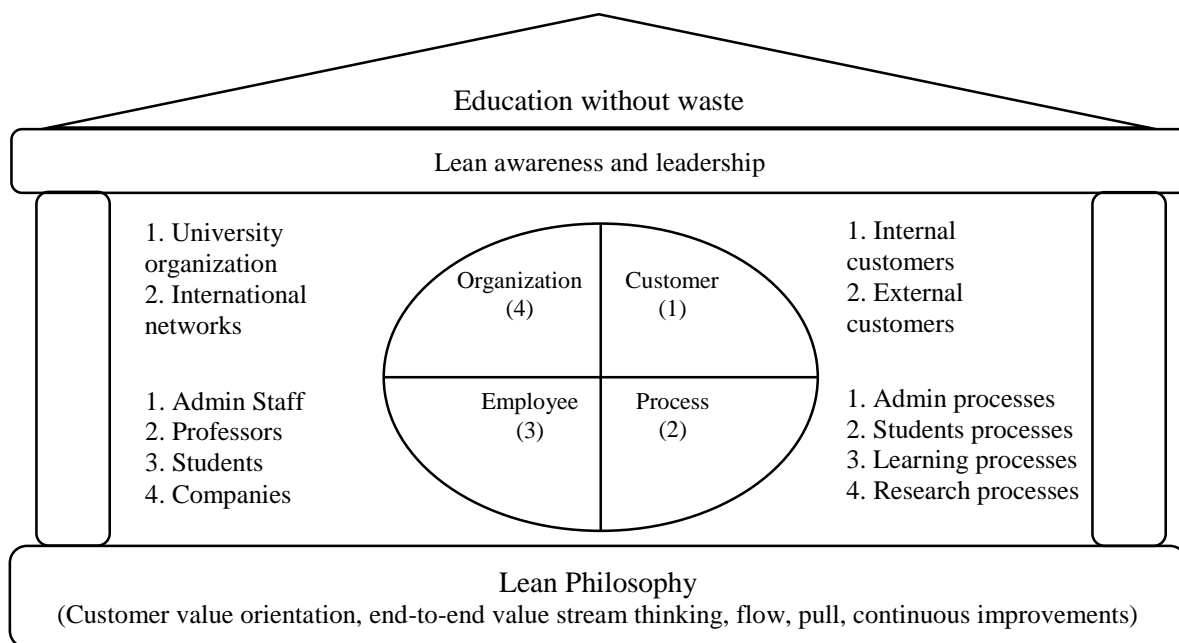 Education without waste
Lean awareness and leadership
1. University
organization
2. International
networks
Organization
(4)
Customer
(1)
1. Internal
customers
2. External
customers
1. Admin Staff
2. Professors
3. Students
4. Companies
Employee
(3)
Process
(2)
1. Admin processes
2. Students processes
3. Learning processes
4. Research processes
Lean Philosophy
(Customer value orientation, end-to-end value stream thinking, flow, pull, continuous improvements)